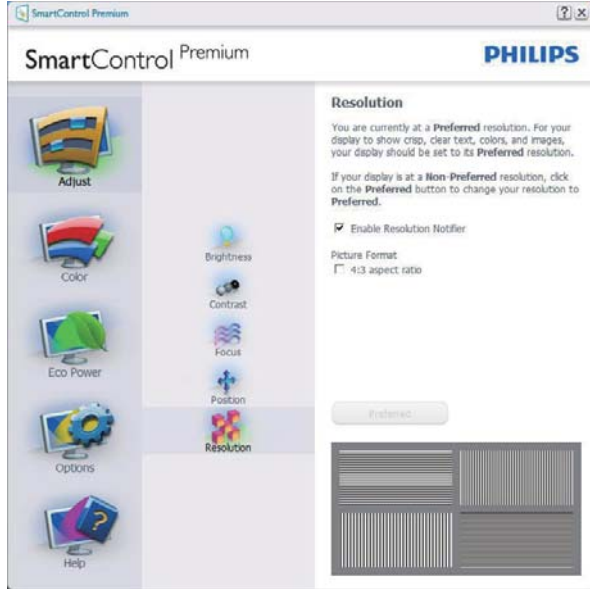 SmartControl Premium
? x
SmartControl Premium
PHILIPS
Adjust
Color
Eco Power
Options
Help
Brightness
Contrast
Focus
Position
Resolution
Resolution
You are currently at a Preferred resolution. For your
display to show crisp, clear text, colors, and images,
your display should be set to its Preferred resolution.
If your display is at a Non-Preferred resolution, click
on the Preferred button to change your resolution to
Preferred.
Enable Resolution Notifier
Picture Format
4:3 aspect ratio
Preferred